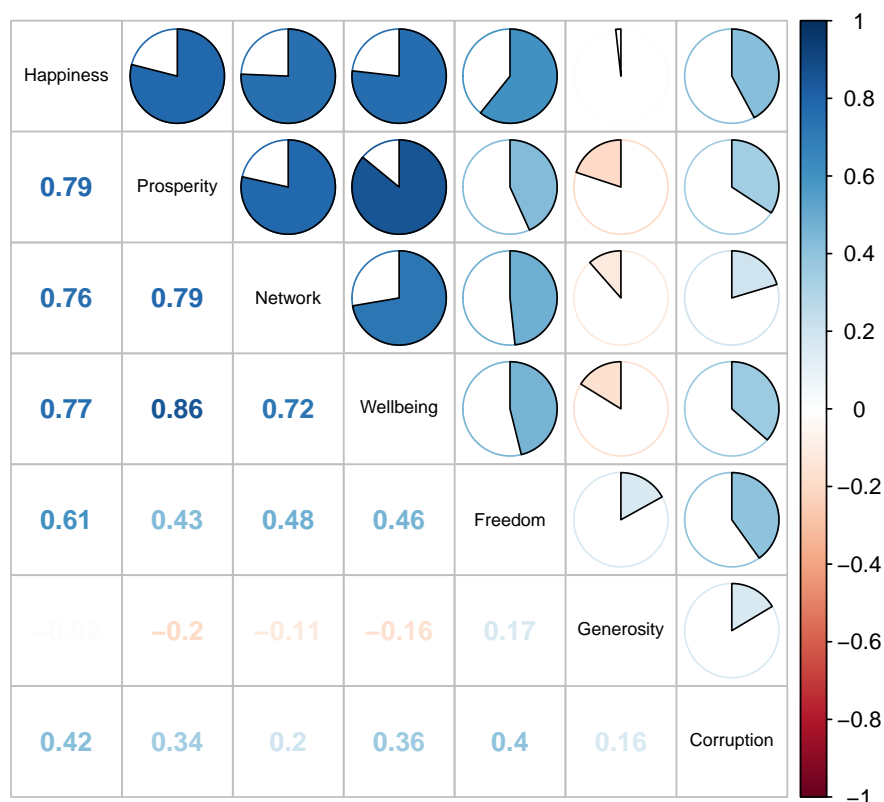 Happiness
0.79 Prosperity
0.76 0.79 Network
0.77 0.86 0.72 Wellbeing
0.61 0.43 0.48 0.46 Freedom
−0.02 −0.2 −0.11 −0.16 0.17 Generosity
0.42 0.34 0.2 0.36 0.4 0.16 Corruption
1
0.8
0.6
0.4
0.2
0
−0.2
−0.4
−0.6
−0.8
−1